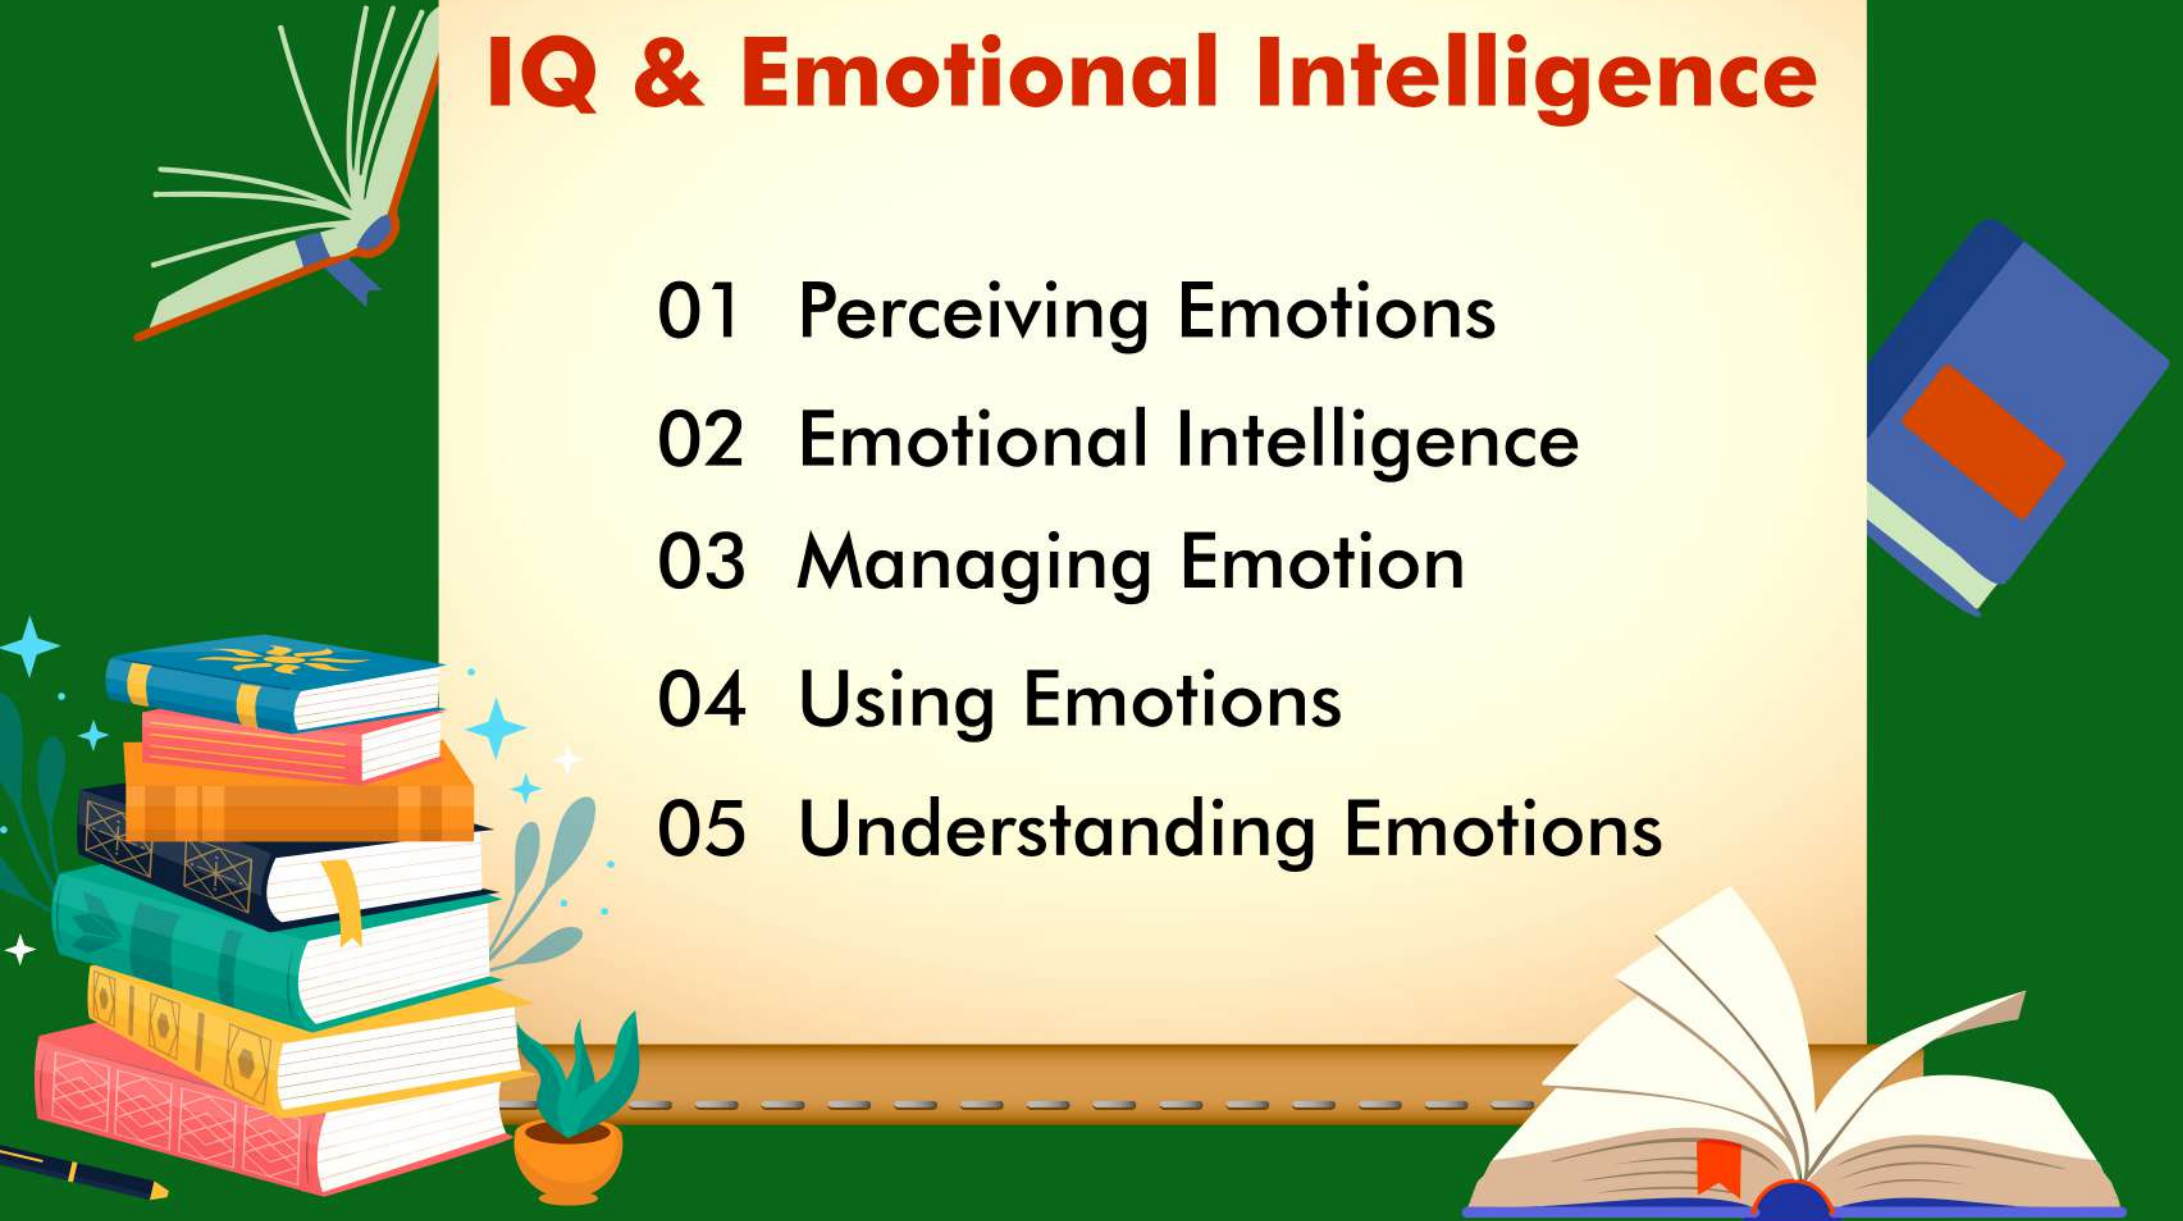 IQ & Emotional Intelligence
01 Perceiving Emotions
02 Emotional Intelligence
03 Managing Emotion
04 Using Emotions
05 Understanding Emotions